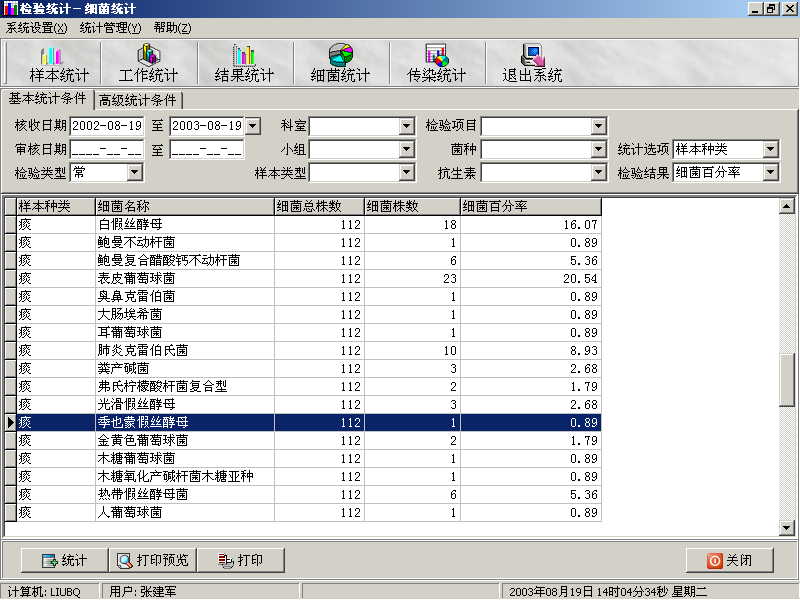 检验统计－细菌统计
系统设置(X) 统计管理(Y) 帮助(Z)
样本统计 工作统计 结果统计 细菌统计 传染统计 退出系统
基本统计条件 高级统计条件
核收日期 2002-08-19 至 2003-08-19 科室 检验项目
审核日期 ____-__-__ 至 ____-__-__ 小组 菌种 统计选项 样本种类
检验类型 常 样本类型 抗生素 检验结果 细菌百分率
样本种类 细菌名称 细菌总株数 细菌株数 细菌百分率
痰 白假丝酵母 112 18 16.07
痰 鲍曼不动杆菌 112 1 0.89
痰 鲍曼复合醋酸钙不动杆菌 112 6 5.36
痰 表皮葡萄球菌 112 23 20.54
痰 臭鼻克雷伯菌 112 1 0.89
痰 大肠埃希菌 112 1 0.89
痰 耳葡萄球菌 112 1 0.89
痰 肺炎克雷伯氏菌 112 10 8.93
痰 粪产碱菌 112 3 2.68
痰 弗氏柠檬酸杆菌复合型 112 2 1.79
痰 光滑假丝酵母 112 3 2.68
痰 季也蒙假丝酵母 112 1 0.89
痰 金黄色葡萄球菌 112 2 1.79
痰 木糖葡萄球菌 112 1 0.89
痰 木糖氧化产碱杆菌木糖亚种 112 1 0.89
痰 热带假丝酵母菌 112 6 5.36
痰 人葡萄球菌 112 1 0.89
统计 打印预览 打印 关闭
计算机: LIUBQ 用户: 张建军 2003年08月19日 14时04分34秒 星期二